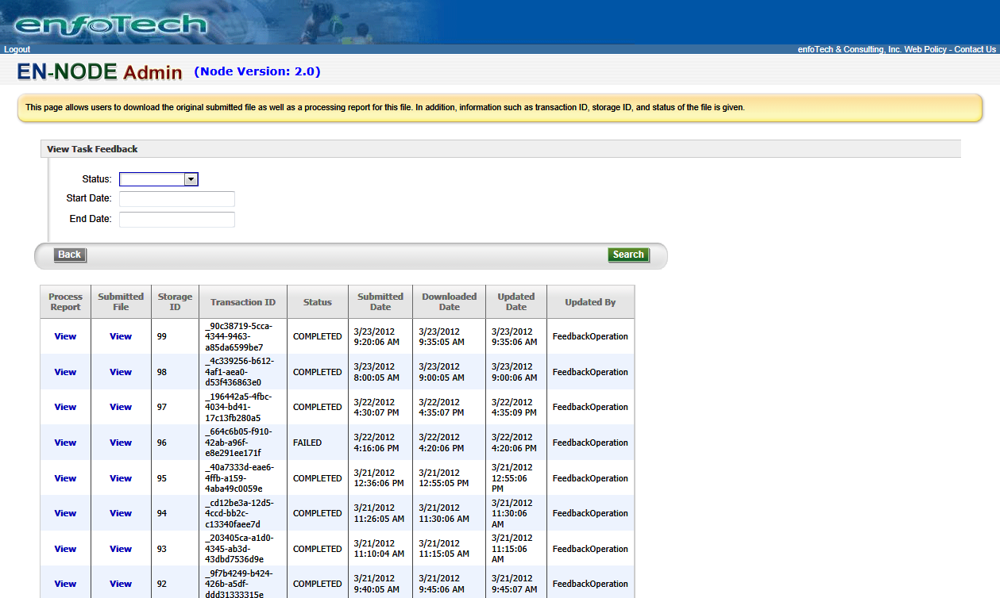 enfoTech
Logout
enfoTech & Consulting, Inc. Web Policy - Contact Us
EN-NODE Admin (Node Version: 2.0)
This page allows users to download the original submitted file as well as a processing report for this file. In addition, information such as transaction ID, storage ID, and status of the file is given.
View Task Feedback
Status:
Start Date:
End Date:
Back
Search
Process Report
Submitted File
Storage ID
Transaction ID
Status
Submitted Date
Downloaded Date
Updated Date
Updated By
View View 99 _90c38719-5cca-4344-9463-a85da6599be7 COMPLETED 3/23/2012 9:20:06 AM 3/23/2012 9:35:05 AM 3/23/2012 9:35:06 AM FeedbackOperation
View View 98 _4c339256-b612-4af1-aea0-d53f436863e0 COMPLETED 3/23/2012 8:00:05 AM 3/23/2012 9:00:05 AM 3/23/2012 9:00:06 AM FeedbackOperation
View View 97 _196442a5-4fbc-4034-bd41-17c13fb280a5 COMPLETED 3/22/2012 4:30:07 PM 3/22/2012 4:35:07 PM 3/22/2012 4:35:09 PM FeedbackOperation
View View 96 _664c6b05-f910-42ab-a96f-e8e291ee171f FAILED 3/22/2012 4:16:06 PM 3/22/2012 4:20:06 PM 3/22/2012 4:20:06 PM FeedbackOperation
View View 95 _40a7333d-eae6-4ffb-a159-4aba49c0059e COMPLETED 3/21/2012 12:36:06 PM 3/21/2012 12:55:05 PM 3/21/2012 12:55:06 PM FeedbackOperation
View View 94 _cd12be3a-12d5-4ccd-bb2c-c13340faee7d COMPLETED 3/21/2012 11:26:05 AM 3/21/2012 11:30:06 AM 3/21/2012 11:30:06 AM FeedbackOperation
View View 93 _203405ca-a1d0-4345-ab3d-43dbd7536d9e COMPLETED 3/21/2012 11:10:04 AM 3/21/2012 11:15:05 AM 3/21/2012 11:15:06 AM FeedbackOperation
View View 92 _9f7b4249-b424-426b-a5df-ddd31333315e COMPLETED 3/21/2012 9:40:05 AM 3/21/2012 9:45:06 AM 3/21/2012 9:45:07 AM FeedbackOperation